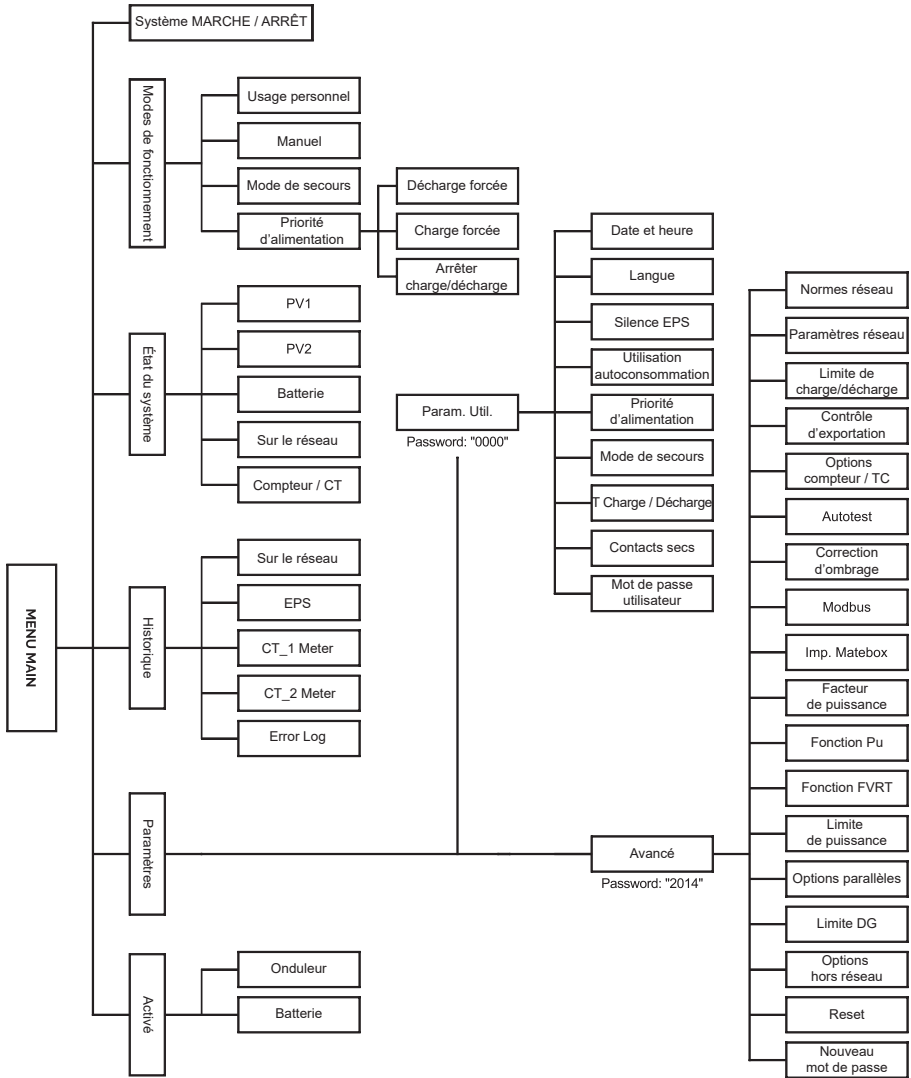 Système MARCHE / ARRÊT
Modes de fonctionnement
Usage personnel
Manuel
Mode de secours
Priorité
d'alimentation
Décharge forcée
Charge forcée
Arrêter
charge/décharge
État du système
PV1
PV2
Batterie
Sur le réseau
Compteur / CT
MENU MAIN
Historique
Sur le réseau
EPS
CT_1 Meter
CT_2 Meter
Error Log
Paramètres
Param. Util.
Password: "0000"
Date et heure
Langue
Silence EPS
Utilisation
autoconsommation
Priorité
d'alimentation
Mode de secours
T Charge / Décharge
Contacts secs
Mot de passe
utilisateur
Avancé
Password: "2014"
Normes réseau
Paramètres réseau
Limite de
charge/décharge
Contrôle
d'exportation
Options
compteur / TC
Autotest
Correction
d'ombrage
Modbus
Imp. Matebox
Facteur
de puissance
Fonction Pu
Fonction FVRT
Limite
de puissance
Options parallèles
Limite DG
Options
hors réseau
Reset
Nouveau
mot de passe
Activé
Onduleur
Batterie